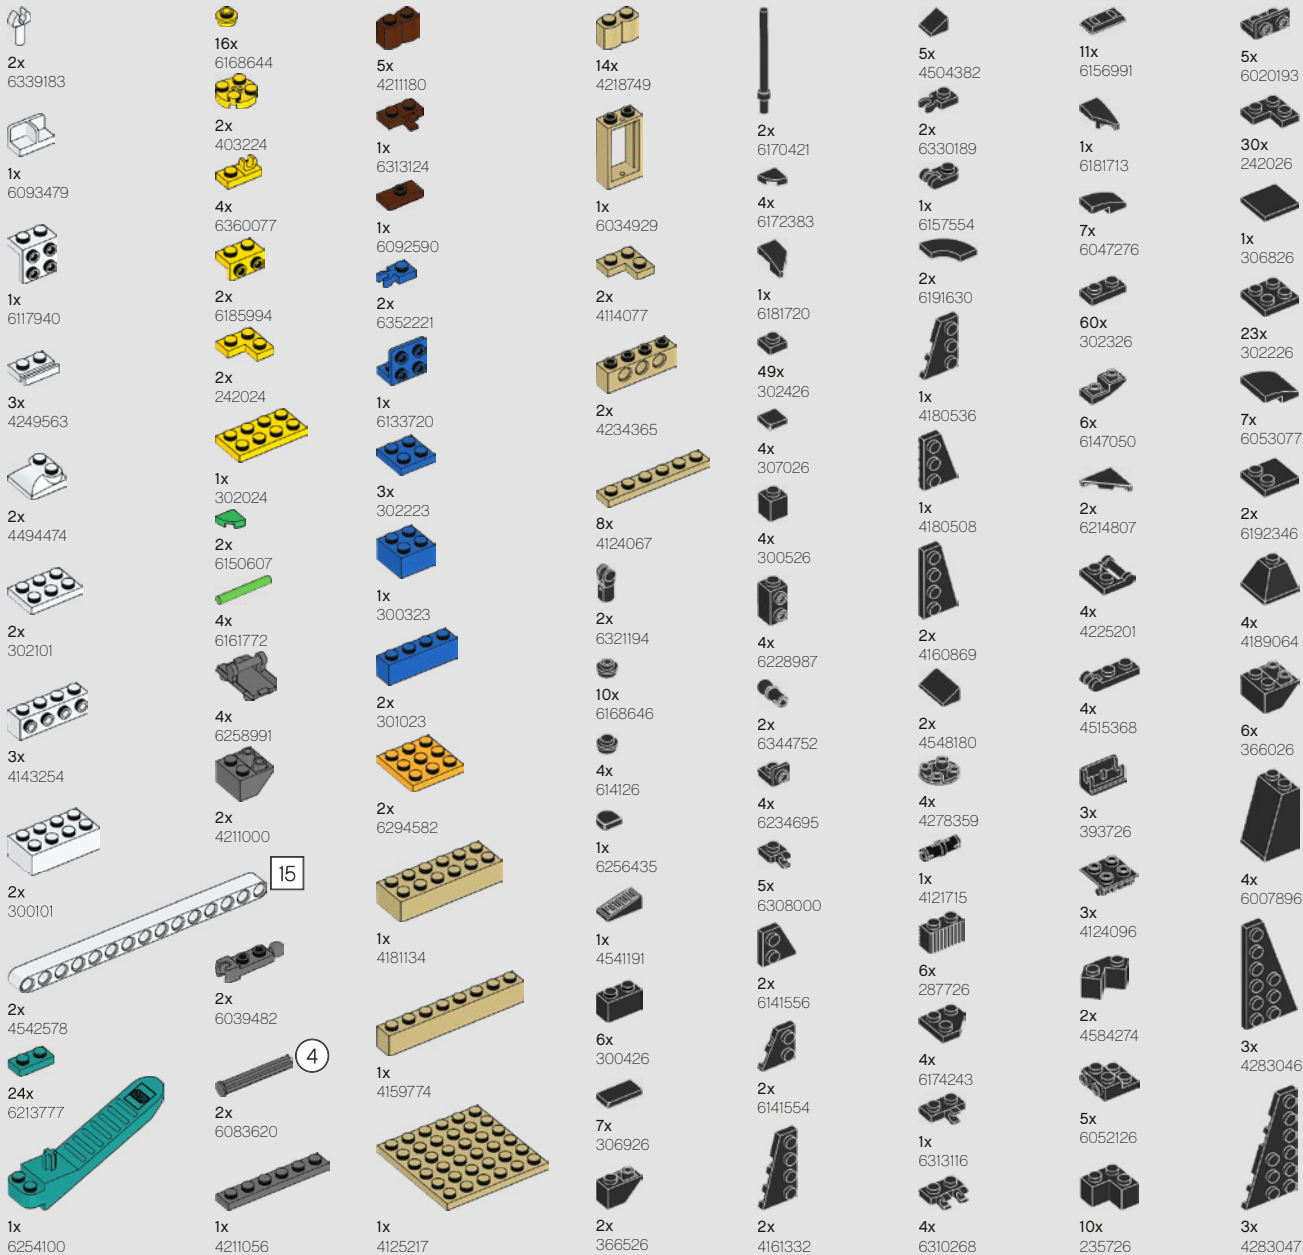 2x
6339183
1x
6093479
1x
6117940
3x
4249563
2x
4494474
2x
302101
3x
4143254
2x
300101
15
2x
4542578
24x
6213777
1x
6254100
16x
6168644
2x
403224
4x
6360077
2x
6185994
2x
242024
1x
302024
2x
6150607
4x
6161772
4x
6258991
2x
4211000
2x
6039482
4
2x
6083620
1x
4211056
5x
4211180
1x
6313124
1x
6092590
2x
6352221
1x
6133720
3x
302223
1x
300323
2x
301023
2x
6294582
1x
4181134
1x
4159774
1x
4125217
14x
4218749
1x
6034929
2x
4114077
2x
4234365
8x
4124067
2x
6321194
10x
6168646
4x
614126
1x
6256435
1x
4541191
6x
300426
7x
306926
2x
366526
2x
6170421
4x
6172383
1x
6181720
49x
302426
4x
307026
4x
300526
4x
6228987
2x
6344752
4x
6234695
5x
6308000
2x
6141556
2x
6141554
2x
4161332
5x
4504382
2x
6330189
1x
6157554
2x
6191630
1x
4180536
1x
4180508
2x
4160869
2x
4548180
4x
4278359
1x
4121715
6x
287726
4x
6174243
1x
6313116
4x
6310268
11x
6156991
1x
6181713
7x
6047276
60x
302326
6x
6147050
2x
6214807
4x
4225201
4x
4515368
3x
393726
3x
4124096
2x
4584274
5x
6052126
10x
235726
5x
6020193
30x
242026
1x
306826
23x
302226
7x
6053077
2x
6192346
4x
4189064
6x
366026
4x
6007896
3x
4283046
3x
4283047